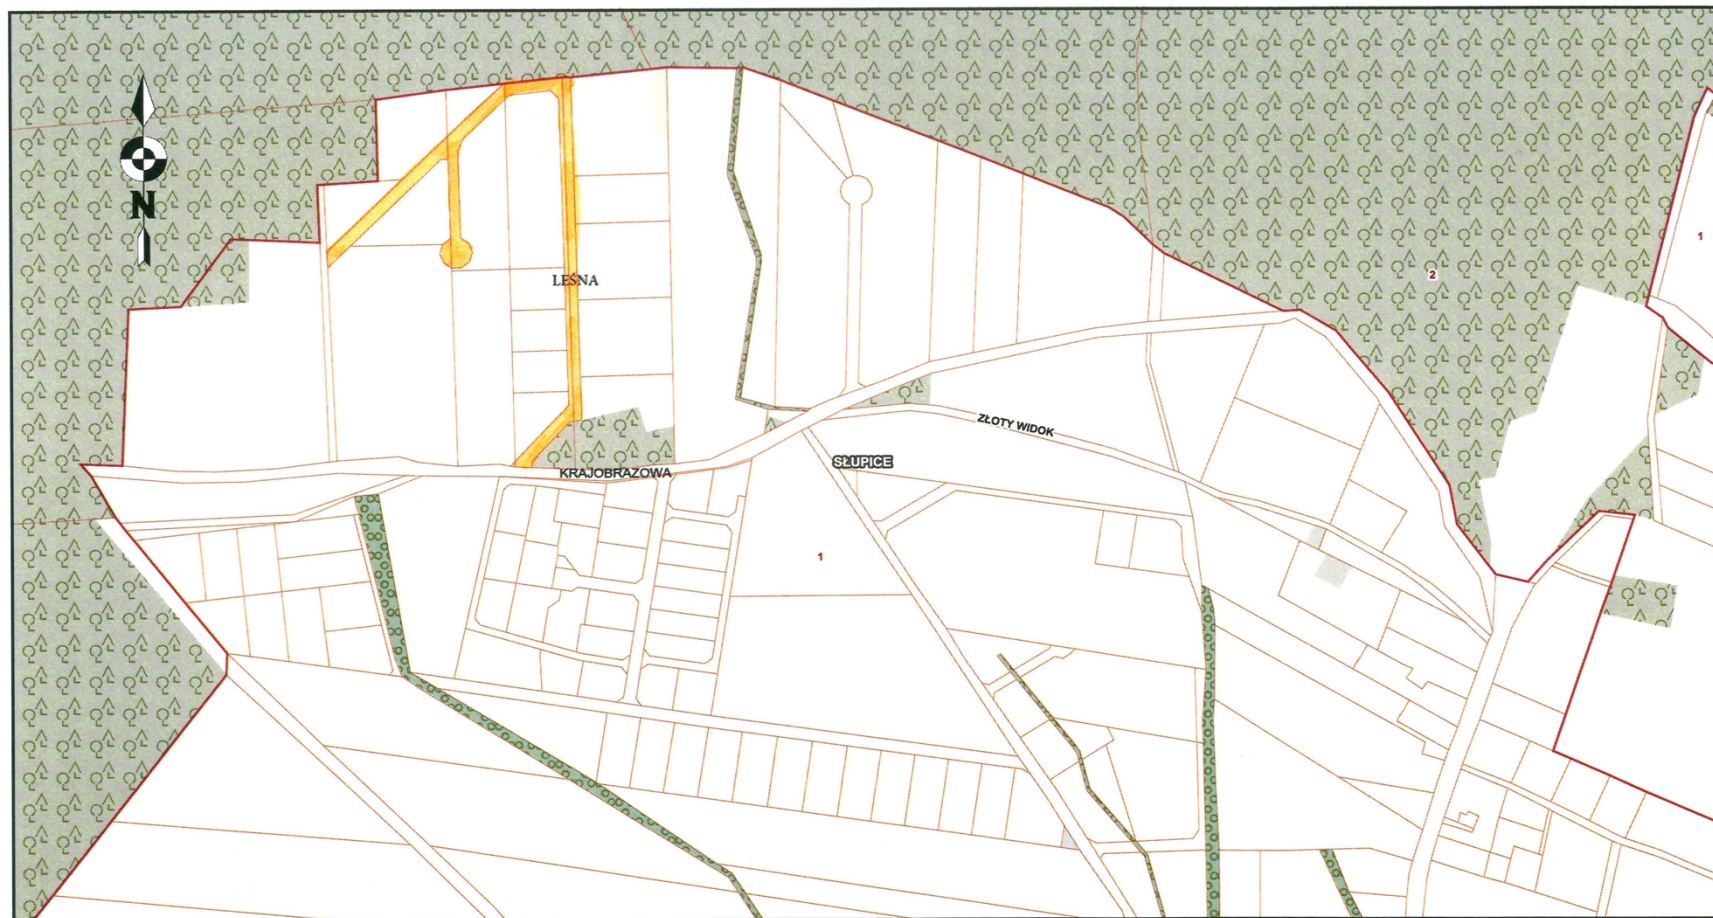 N
1
2
LEŚNA
ZŁOTY WIDOK
SŁUPICE
KRAJOBRAZOWA
1